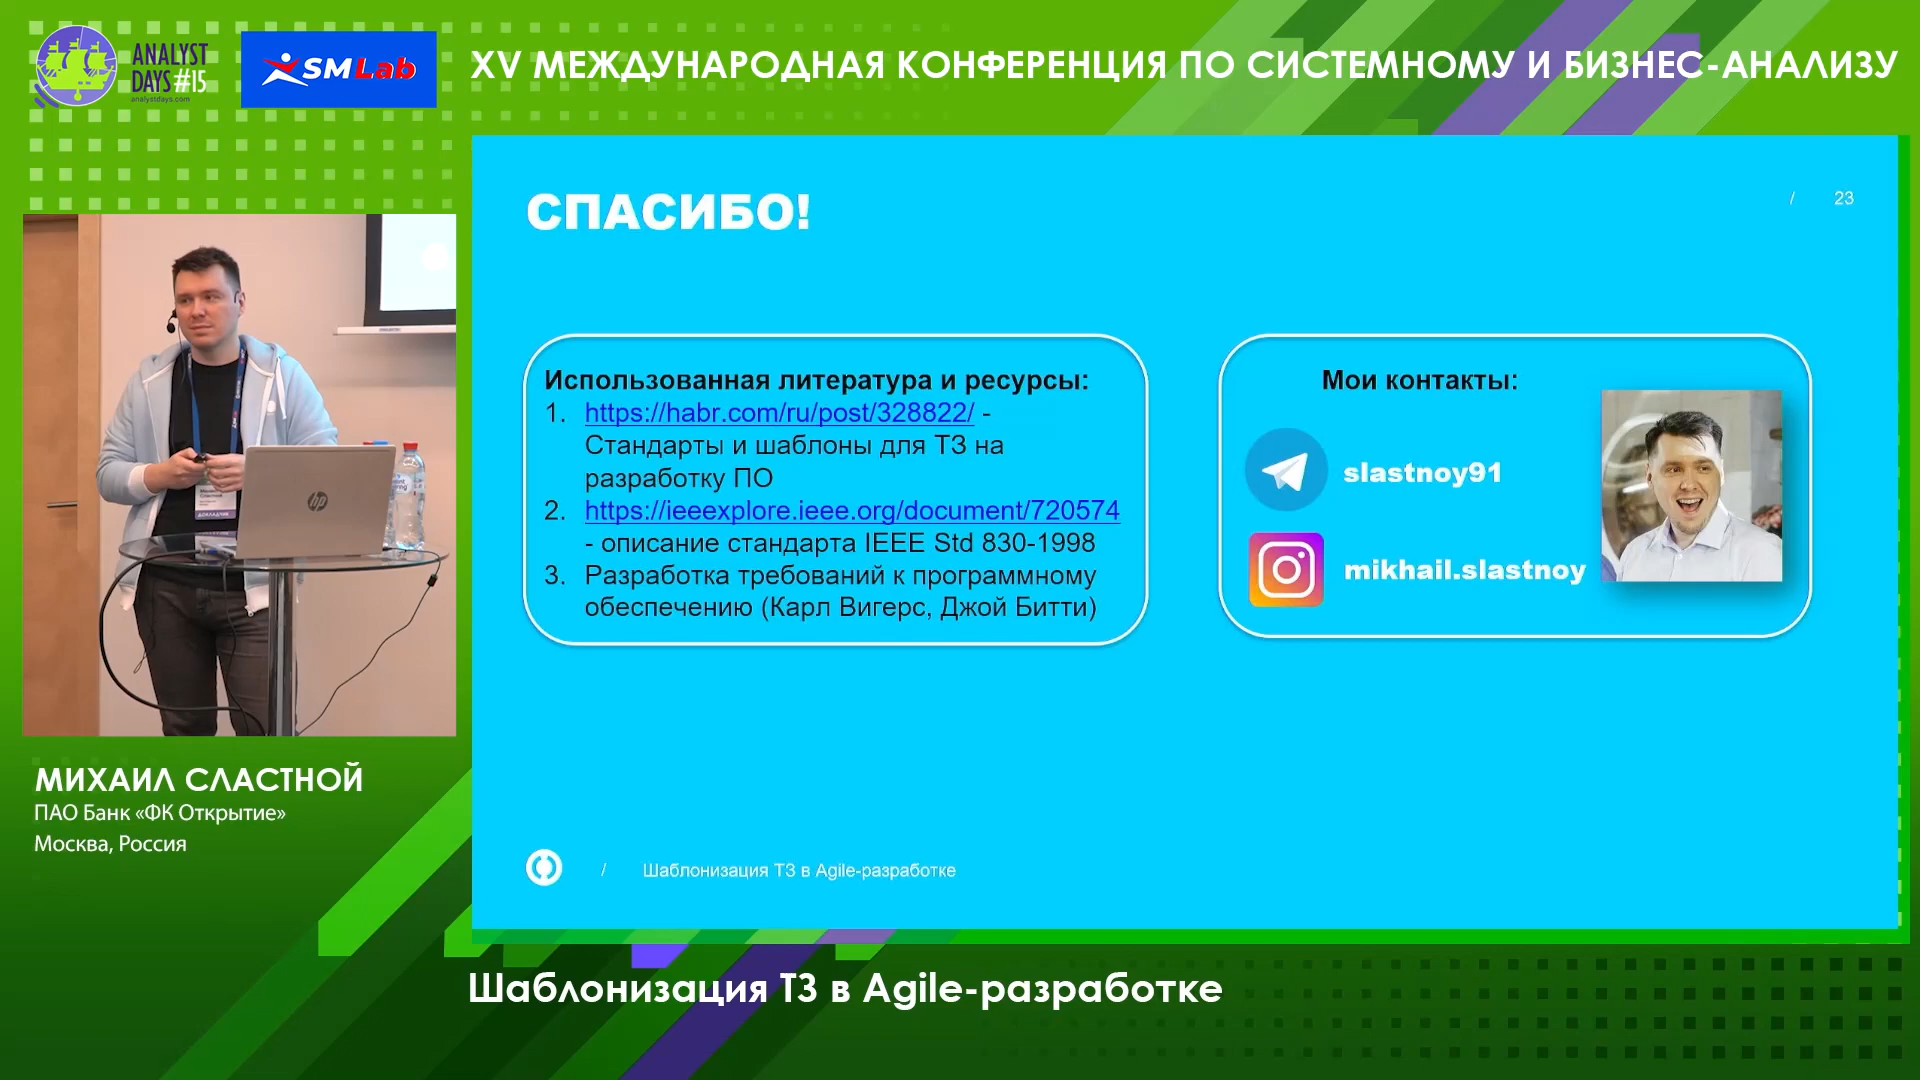 ANALYST
DAYS #15
analystdays.com
SMLab
XV МЕЖДУНАРОДНАЯ КОНФЕРЕНЦИЯ ПО СИСТЕМНОМУ И БИЗНЕС-АНАЛИЗУ
СПАСИБО!
/ 23
Использованная литература и ресурсы:
1. https://habr.com/ru/post/328822/ -
Стандарты и шаблоны для ТЗ на
разработку ПО
2. https://ieeexplore.ieee.org/document/720574
- описание стандарта IEEE Std 830-1998
3. Разработка требований к программному
обеспечению (Карл Вигерс, Джой Битти)
Мои контакты:
slastnoy91
mikhail.slastnoy
hp
ДОКЛАДЧИК
МИХАИЛ СЛАСТНОЙ
ПАО Банк «ФК Открытие»
Москва, Россия
/ Шаблонизация ТЗ в Agile-разработке
Шаблонизация ТЗ в Agile-разработке